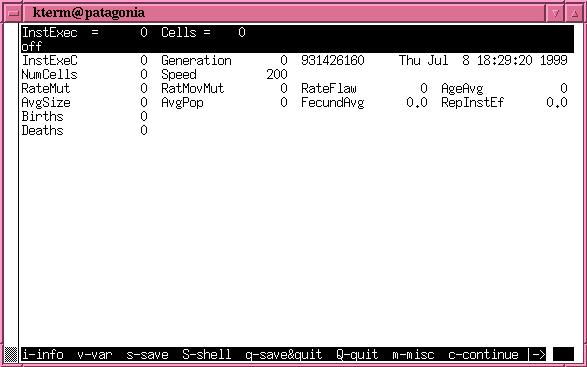 kterm@patagonia
InstExec = 0 Cells = 0
off
InstExeC 0 Generation 0 931426160 Thu Jul 8 18:29:20 1999
NumCells 0 Speed 200
RateMut 0 RatMovMut 0 RateFlaw 0 AgeAvg 0
AvgSize 0 AvgPop 0 FecundAvg 0.0 RepInstEf 0.0
Births 0
Deaths 0
i-info v-var s-save S-shell q-save&quit Q-quit m-misc c-continue |->